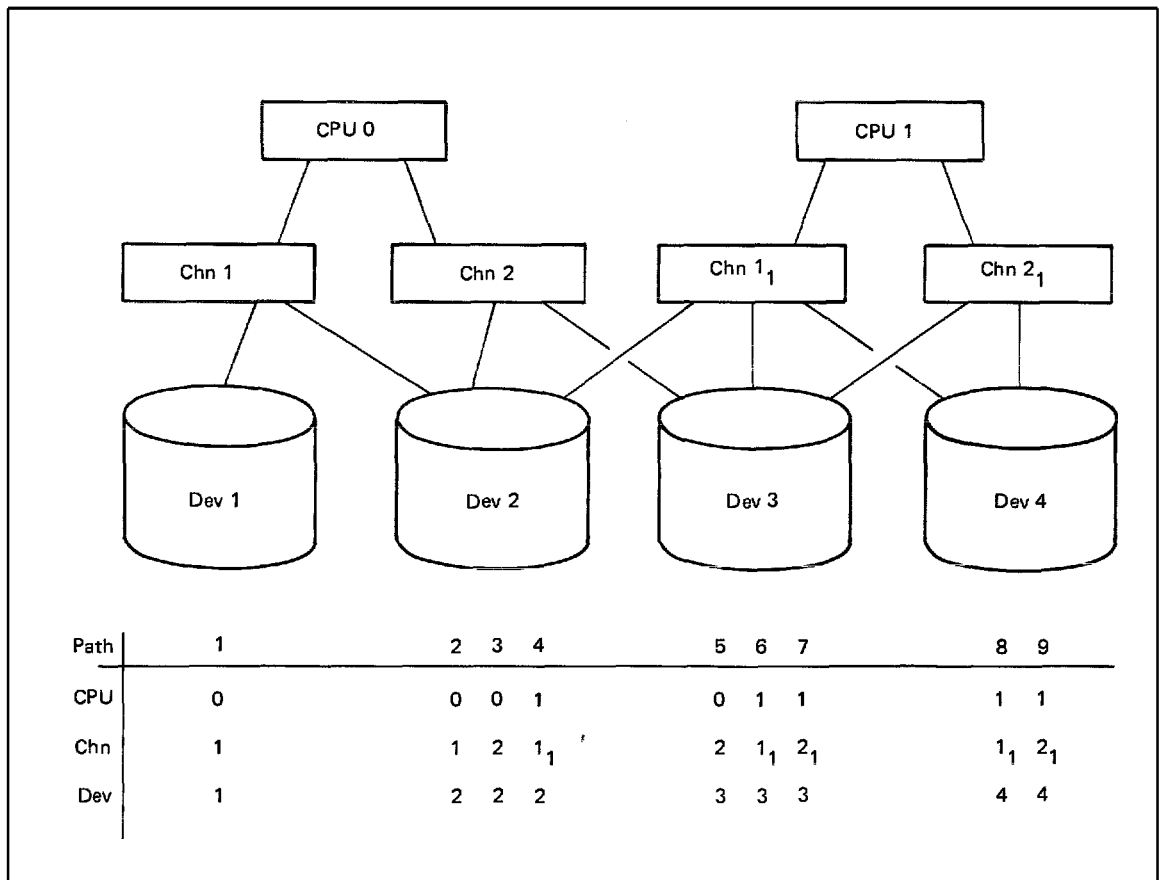 CPU 0
CPU 1
Chn 1
Chn 2
Chn 1₁
Chn 2₁
Dev 1
Dev 2
Dev 3
Dev 4
Path 1 2 3 4 5 6 7 8 9
CPU 0 0 0 1 0 1 1 1 1
Chn 1 1 2 1₁ 2 1₁ 2₁ 1₁ 2₁
Dev 1 2 2 2 3 3 3 4 4